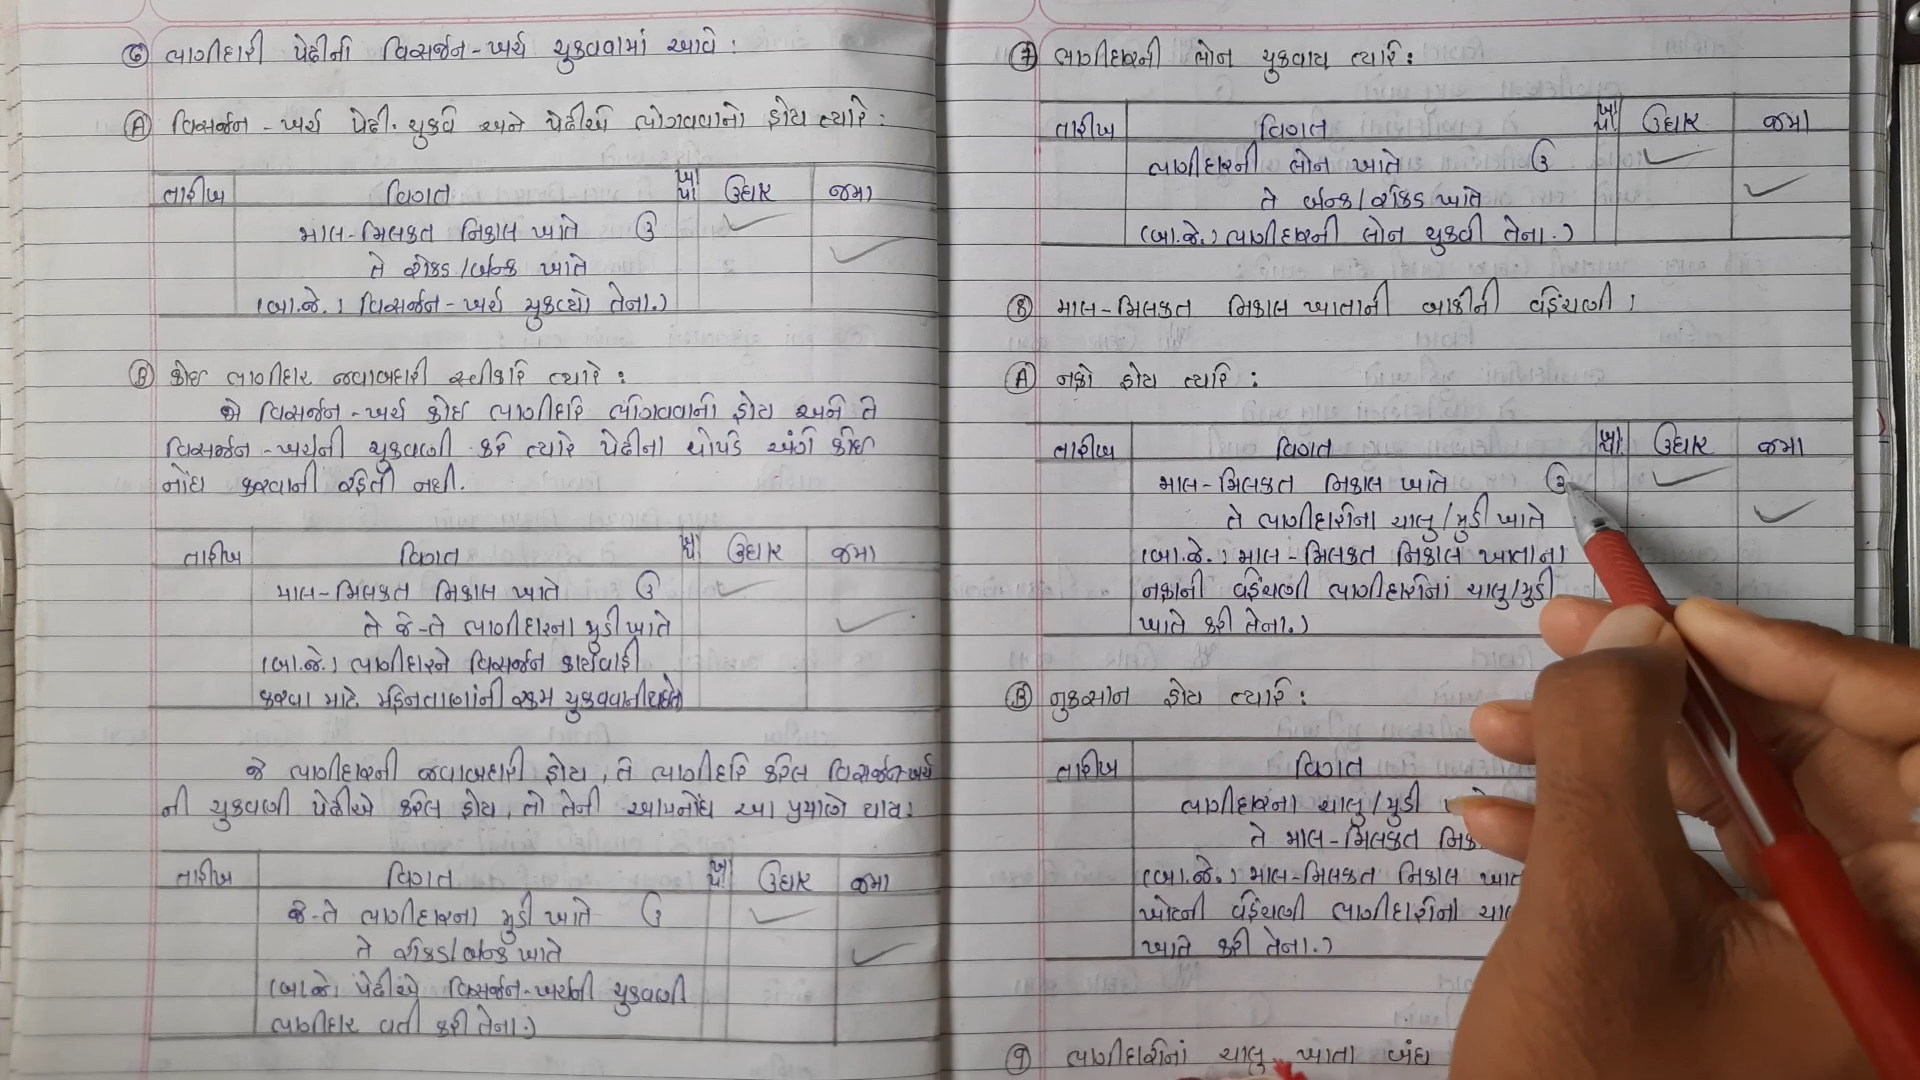 ⑥ ભાગીદારી પેઢીની વિસર્જન-ખર્ચ ચુકવવામાં આવે :
Ⓐ વિસર્જન-ખર્ચ પેઢી ચુકવે અને પેઢીએ ભોગવવાનો હોય ત્યારે :
તારીખ વિગત ખા.પા. ઉધાર જમા
માલ-મિલકત નિકાલ ખાતે ઉ ✓
તે રોકડ/બેન્ક ખાતે ✓
(બા.જે. : વિસર્જન-ખર્ચ ચુકવ્યો તેના.)
Ⓑ કોઈ ભાગીદાર જવાબદારી સ્વીકારે ત્યારે :
જો વિસર્જન-ખર્ચ કોઈ ભાગીદારે ભોગવવાની હોય અને તે
વિસર્જન-ખર્ચની ચુકવણી કરે ત્યારે પેઢીના ચોપડે અંગે કોઈ
નોંધ કરવાની રહેતી નથી.
તારીખ વિગત ખા.પા. ઉધાર જમા
માલ-મિલકત નિકાલ ખાતે ઉ ✓
તે જે-તે ભાગીદારના મુડી ખાતે ✓
(બા.જે. : ભાગીદારને વિસર્જન કાર્યવાહી
કરવા માટે મહેનતાણાંની રકમ ચુકવવાની
જે ભાગીદારની જવાબદારી હોય, તે ભાગીદારે કરેલ વિસર્જન-ખર્ચ
ની ચુકવણી પેઢીએ કરેલ હોય, તો તેની આમનોંધ આ પ્રમાણે થાય :
તારીખ વિગત ખા.પા. ઉધાર જમા
જે-તે ભાગીદારના મુડી ખાતે ઉ ✓
તે રોકડ/બેન્ક ખાતે ✓
(બા.જે. પેઢીએ વિસર્જન-ખર્ચની ચુકવણી
ભાગીદાર વતી કરી તેના.)
⑦ ભાગીદારની લોન ચુકવાય ત્યારે :
તારીખ વિગત ખા.પા. ઉધાર જમા
ભાગીદારની લોન ખાતે ઉ ✓
તે બેન્ક/રોકડ ખાતે ✓
(બા.જે. : ભાગીદારની લોન ચુકવી તેના.)
⑧ માલ-મિલકત નિકાલ ખાતાની બાકીની વહેંચણી :
Ⓐ નફો હોય ત્યારે :
તારીખ વિગત ખા.પા. ઉધાર જમા
માલ-મિલકત નિકાલ ખાતે ઉ ✓
તે ભાગીદારોના ચાલુ/મુડી ખાતે ✓
(બા.જે. : માલ-મિલકત નિકાલ ખાતાના
નફાની વહેંચણી ભાગીદારોનાં ચાલુ/મુડી
ખાતે કરી તેના.)
Ⓑ નુકસાન હોય ત્યારે :
તારીખ વિગત
ભાગીદારના ચાલુ/મુડી
તે માલ-મિલકત નિક
(બા.જે. : માલ-મિલકત નિકાલ ખાત
ખોટની વહેંચણી ભાગીદારોનાં ચાલ
ખાતે કરી તેના.)
⑨ ભાગીદારોનાં ચાલુ ખાતા બંધ